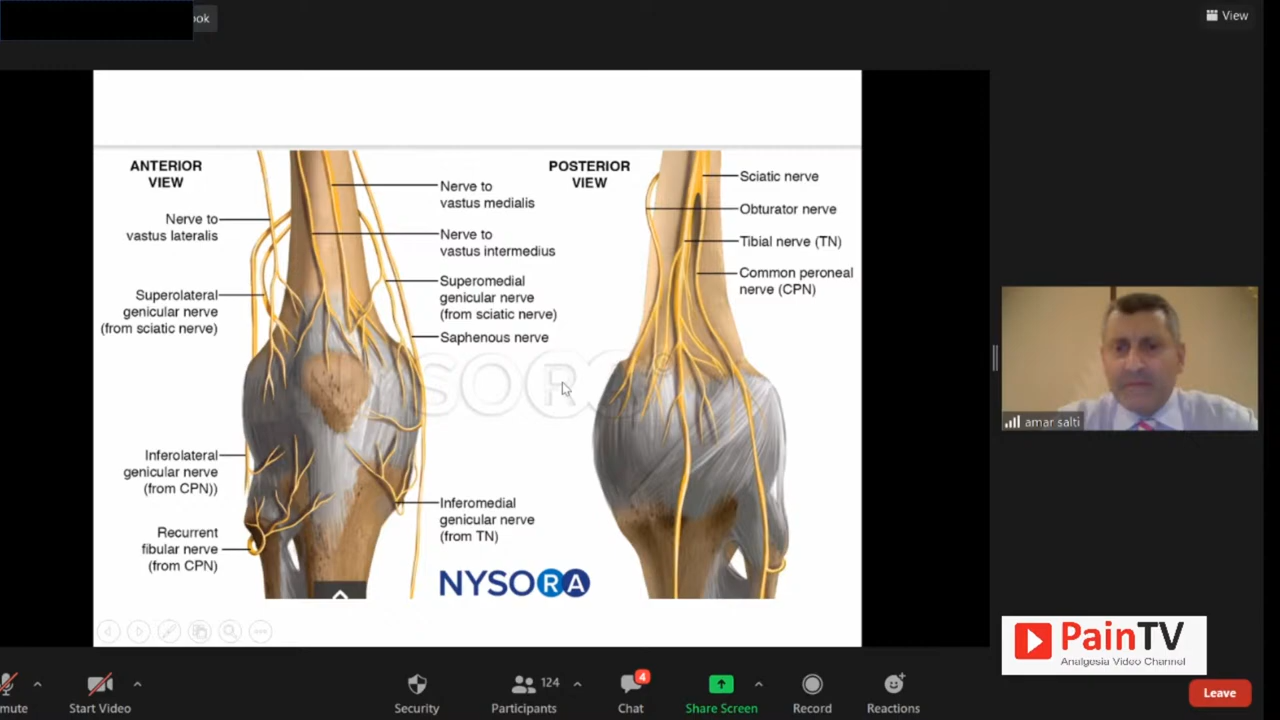 ook
View
ANTERIOR
VIEW
Nerve to
vastus lateralis
Superolateral
genicular nerve
(from sciatic nerve)
Inferolateral
genicular nerve
(from CPN))
Recurrent
fibular nerve
(from CPN)
Nerve to
vastus medialis
Nerve to
vastus intermedius
Superomedial
genicular nerve
(from sciatic nerve)
Saphenous nerve
Inferomedial
genicular nerve
(from TN)
NYSORA
POSTERIOR
VIEW
Sciatic nerve
Obturator nerve
Tibial nerve (TN)
Common peroneal
nerve (CPN)
amar salti
PainTV
Analgesia Video Channel
mute
Start Video
Security
124
Participants
4
Chat
Share Screen
Record
Reactions
Leave